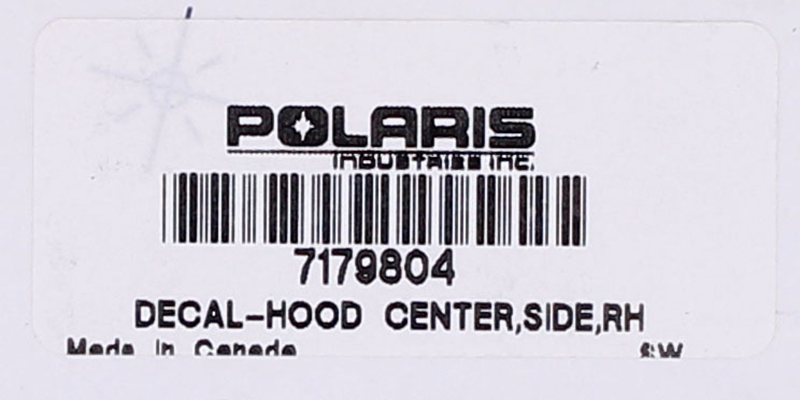 POLARIS
INDUSTRIES INC.
7179804
DECAL-HOOD CENTER,SIDE,RH
Made In Canada